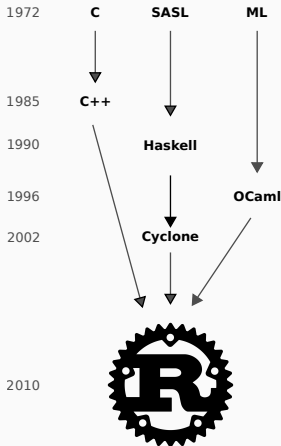 1972 C SASL ML
1985 C++
1990 Haskell
1996 OCaml
2002 Cyclone
2010 R